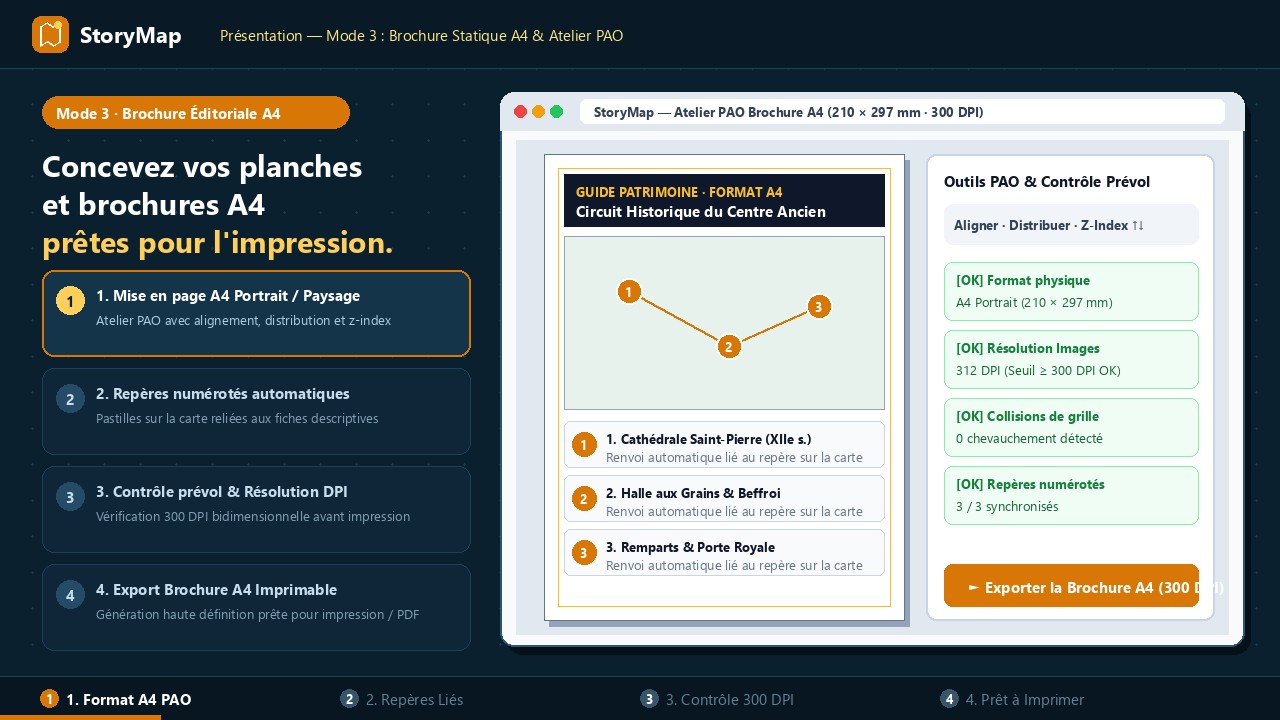 StoryMap
Présentation — Mode 3 : Brochure Statique A4 & Atelier PAO
Mode 3 · Brochure Éditoriale A4
Concevez vos planches
et brochures A4
prêtes pour l'impression.
1
1. Mise en page A4 Portrait / Paysage
Atelier PAO avec alignement, distribution et z-index
2
2. Repères numérotés automatiques
Pastilles sur la carte reliées aux fiches descriptives
3
3. Contrôle prévol & Résolution DPI
Vérification 300 DPI bidimensionnelle avant impression
4
4. Export Brochure A4 Imprimable
Génération haute définition prête pour impression / PDF
StoryMap — Atelier PAO Brochure A4 (210 × 297 mm · 300 DPI)
GUIDE PATRIMOINE · FORMAT A4
Circuit Historique du Centre Ancien
1
2
3
1
1. Cathédrale Saint-Pierre (XIIe s.)
Renvoi automatique lié au repère sur la carte
2
2. Halle aux Grains & Beffroi
Renvoi automatique lié au repère sur la carte
3
3. Remparts & Porte Royale
Renvoi automatique lié au repère sur la carte
Outils PAO & Contrôle Prévol
Aligner · Distribuer · Z-Index ↑↓
[OK] Format physique
A4 Portrait (210 × 297 mm)
[OK] Résolution Images
312 DPI (Seuil ≥ 300 DPI OK)
[OK] Collisions de grille
0 chevauchement détecté
[OK] Repères numérotés
3 / 3 synchronisés
► Exporter la Brochure A4 (300 DPI)
1 1. Format A4 PAO
2 2. Repères Liés
3 3. Contrôle 300 DPI
4 4. Prêt à Imprimer